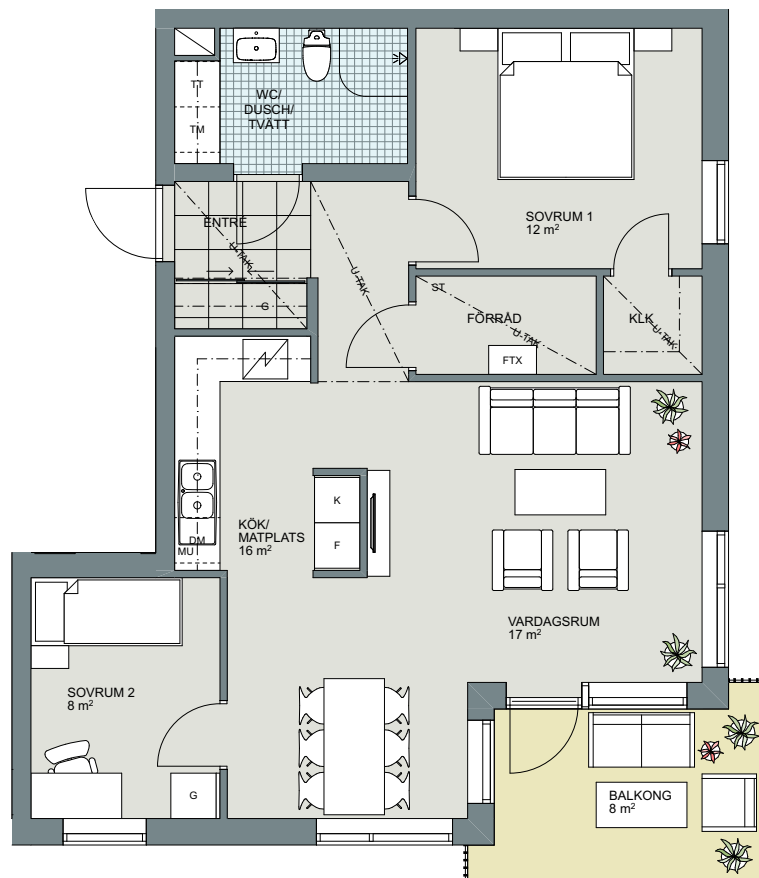 TT
TM
WC/
DUSCH/
TVÄTT
ENTRÉ
U-TAK
G
U-TAK
SOVRUM 1
12 m²
ST
FÖRRÅD
U-TAK
FTX
KLK
U-TAK
K
F
KÖK/
MATPLATS
16 m²
DM
MU
VARDAGSRUM
17 m²
SOVRUM 2
8 m²
G
BALKONG
8 m²